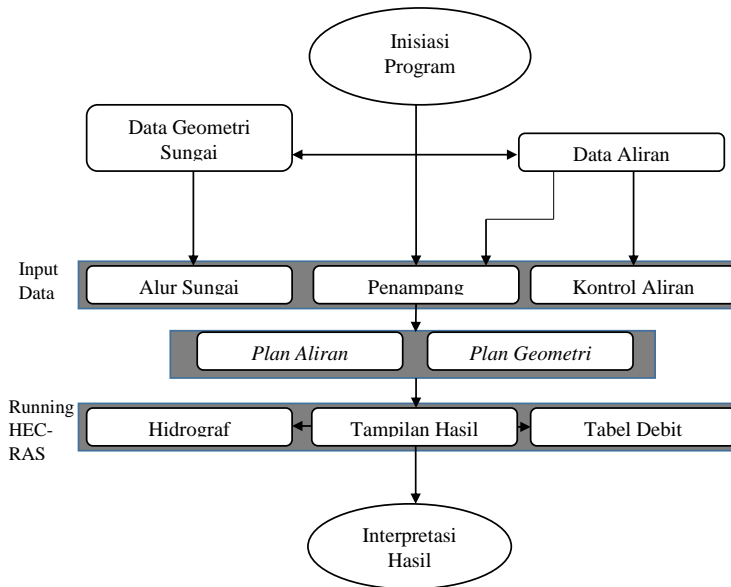 Inisiasi
Program
Data Geometri
Sungai
Data Aliran
Input
Data
Alur Sungai
Penampang
Kontrol Aliran
Plan Aliran
Plan Geometri
Running
HEC-
RAS
Hidrograf
Tampilan Hasil
Tabel Debit
Interpretasi
Hasil